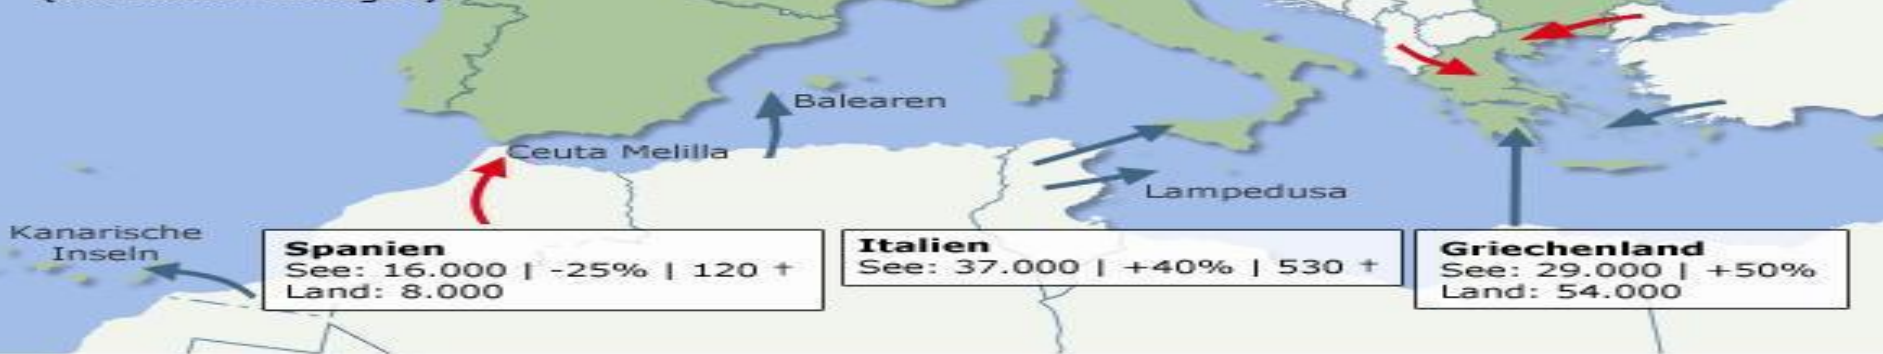 Balearen
Ceuta Melilla
Lampedusa
Kanarische
Inseln
Spanien
See: 16.000 | -25% | 120 †
Land: 8.000
Italien
See: 37.000 | +40% | 530 †
Griechenland
See: 29.000 | +50%
Land: 54.000